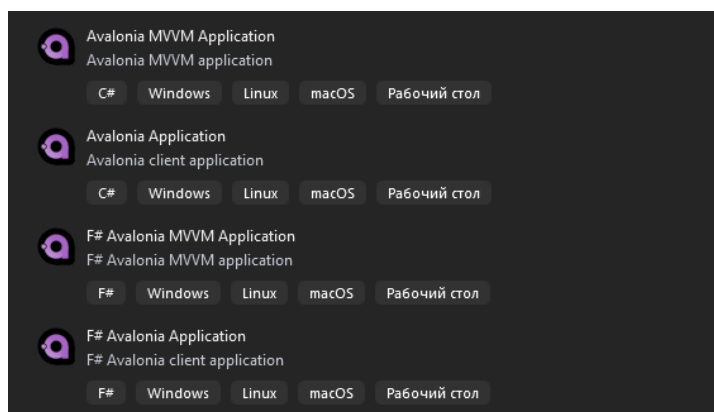 Avalonia MVVM Application
Avalonia MVVM application
C# Windows Linux macOS Рабочий стол
Avalonia Application
Avalonia client application
C# Windows Linux macOS Рабочий стол
F# Avalonia MVVM Application
F# Avalonia MVVM application
F# Windows Linux macOS Рабочий стол
F# Avalonia Application
F# Avalonia client application
F# Windows Linux macOS Рабочий стол